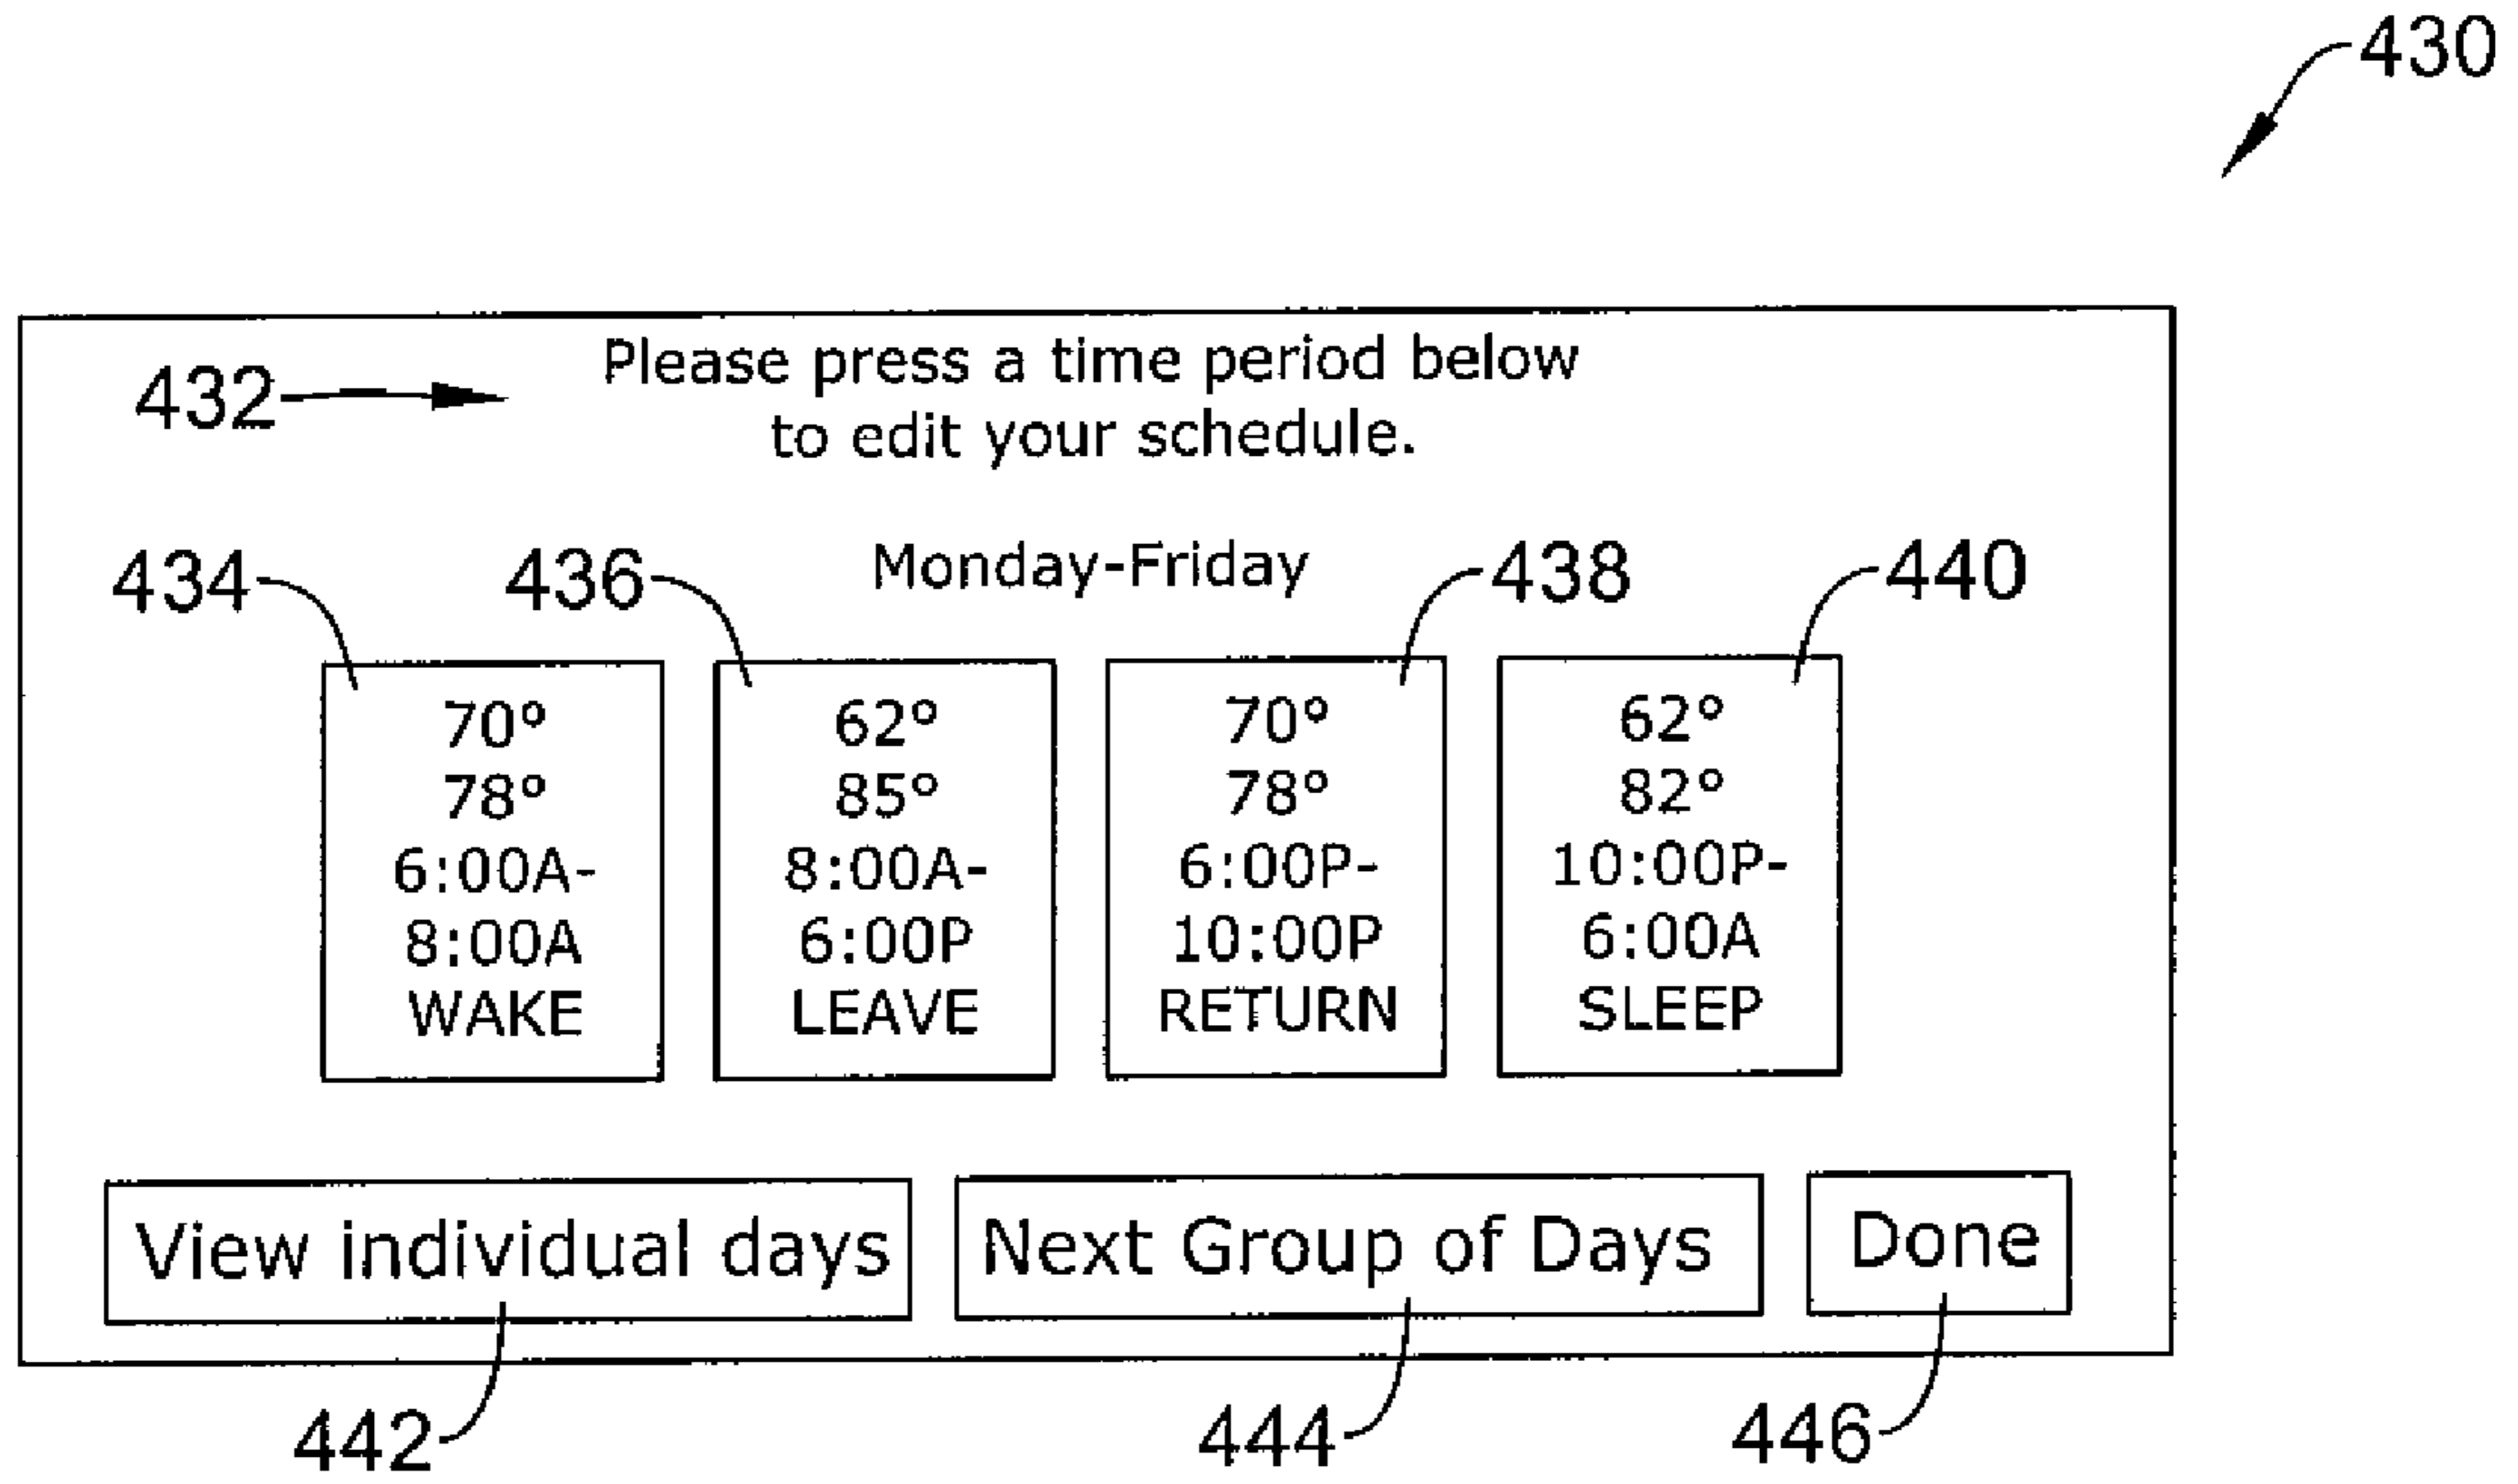 430
432
Please press a time period below
to edit your schedule.
434
436
Monday-Friday
438
440
70°
78°
6:00A-
8:00A
WAKE
62°
85°
8:00A-
6:00P
LEAVE
70°
78°
6:00P-
10:00P
RETURN
62°
82°
10:00P-
6:00A
SLEEP
View individual days
Next Group of Days
Done
442
444
446